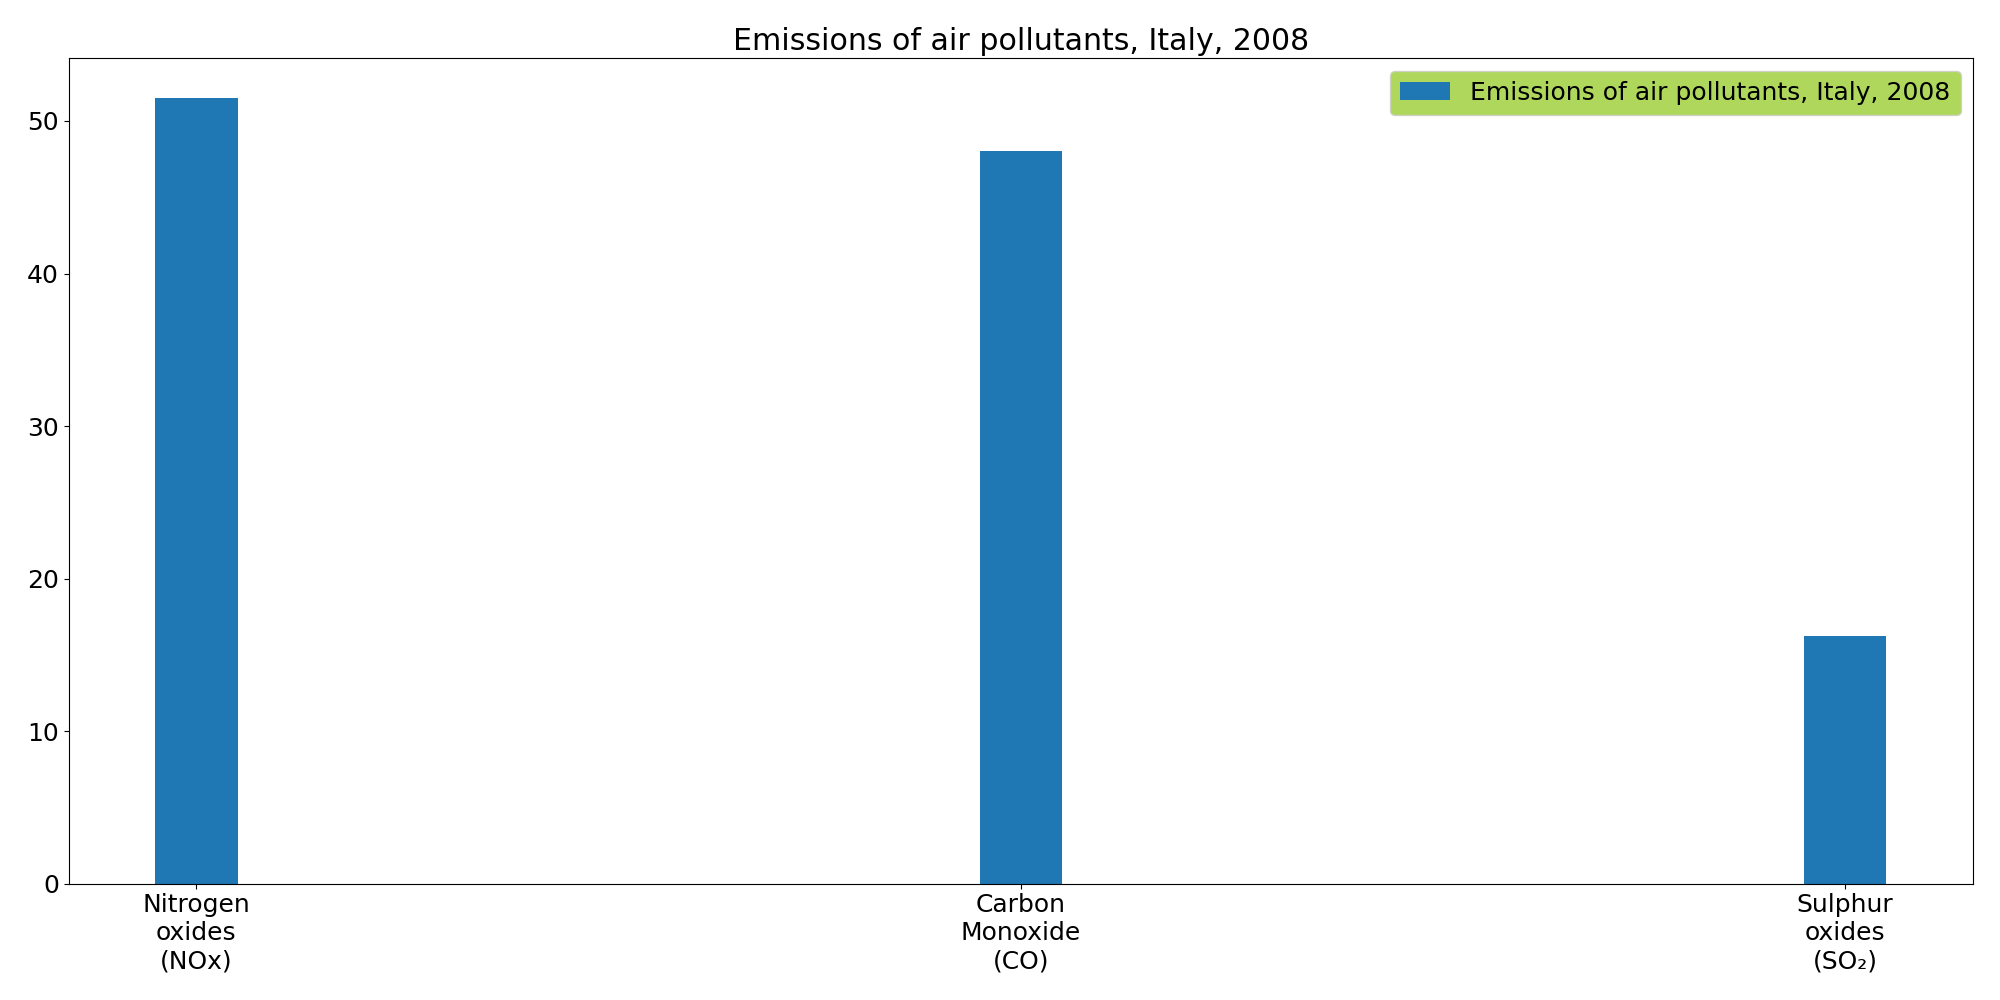 Emissions of air pollutants, Italy, 2008
Emissions of air pollutants, Italy, 2008
50
40
30
20
10
0
Nitrogen
oxides
(NOx)
Carbon
Monoxide
(CO)
Sulphur
oxides
(SO₂)